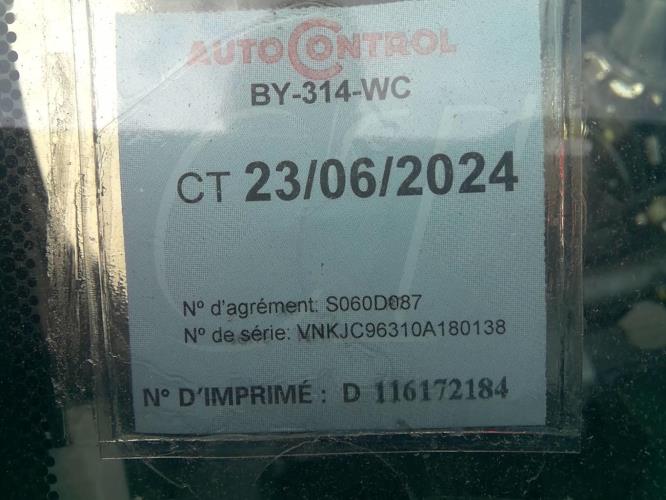 AUTOCONTROL
BY-314-WC
CT 23/06/2024
N° d'agrément: S060D087
N° de série: VNKJC96310A180138
N° D'IMPRIMÉ : D 116172184